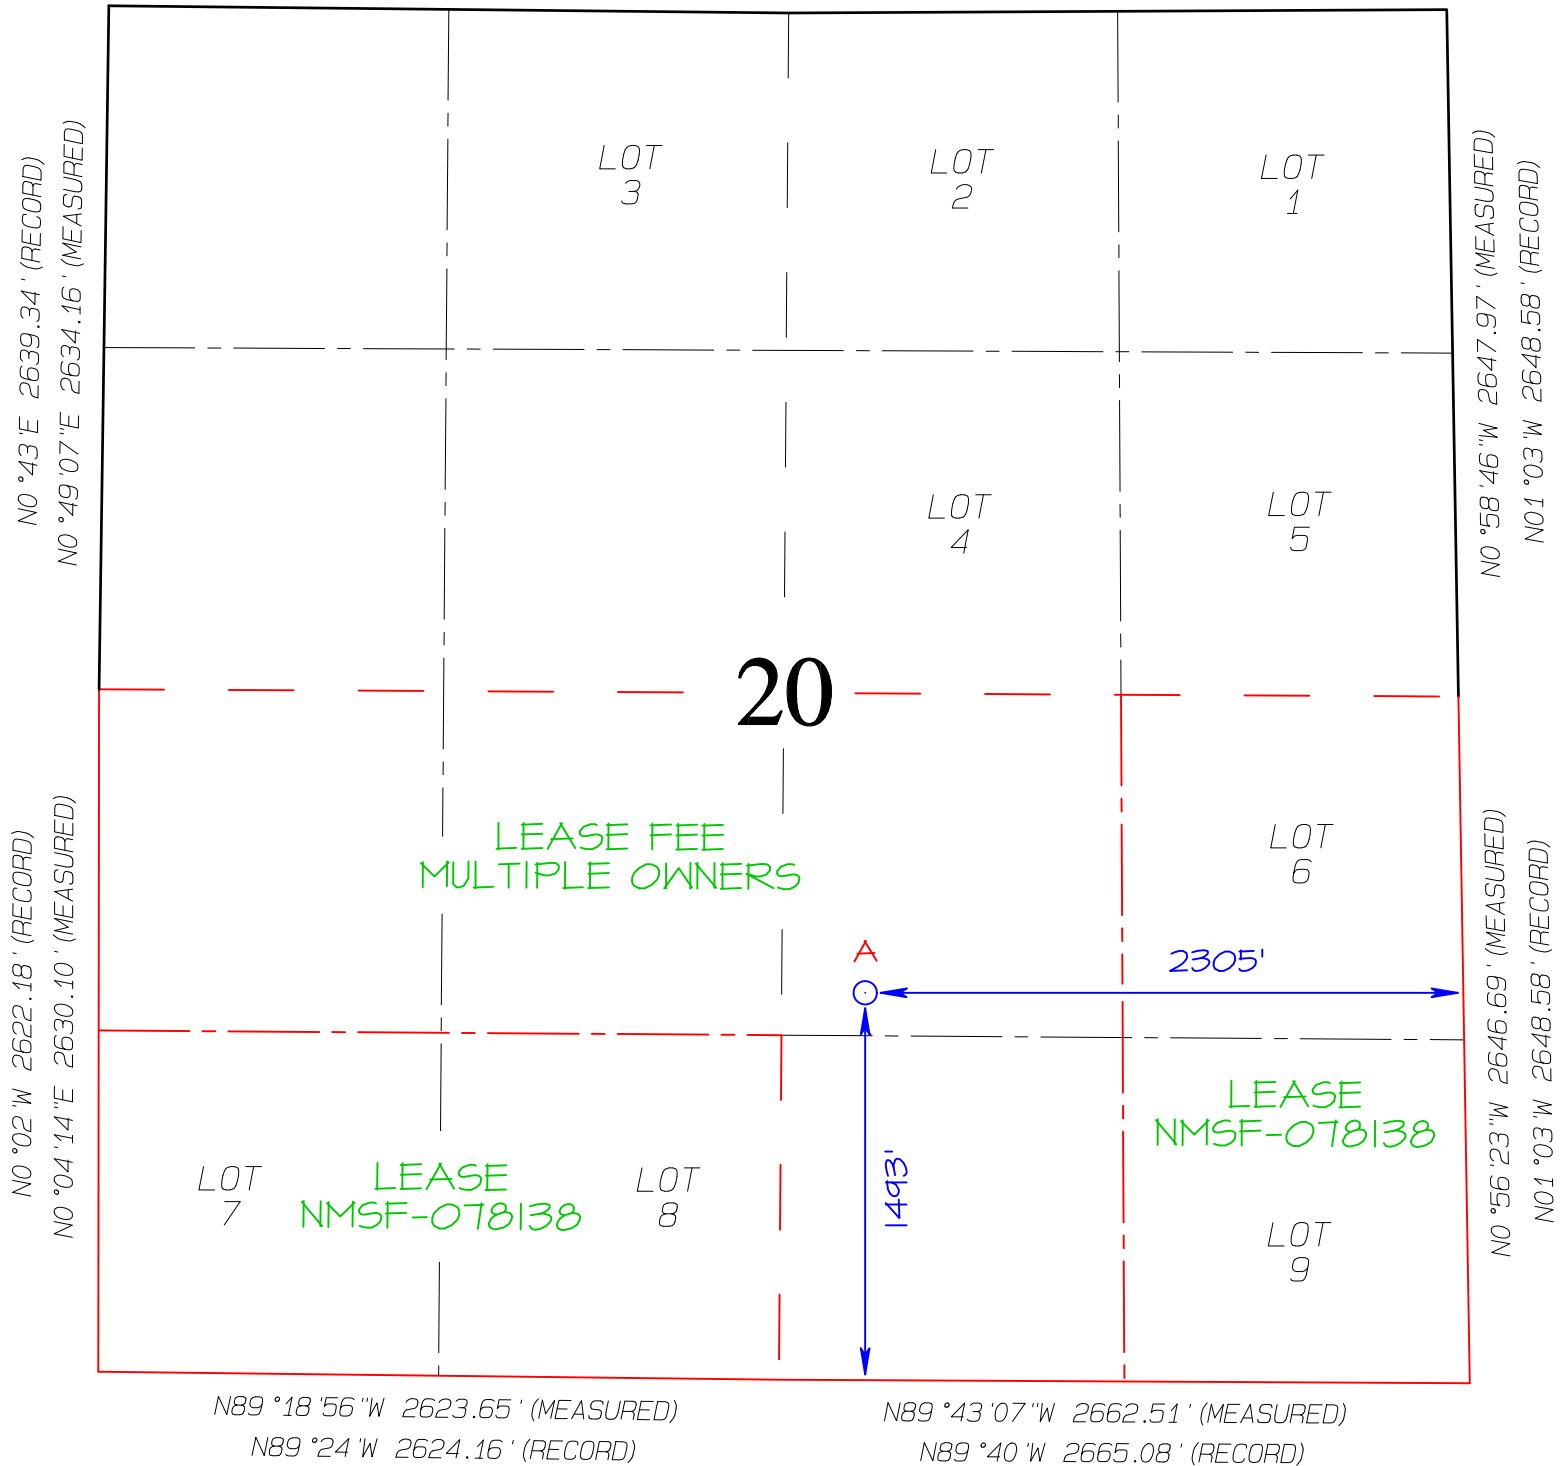 LOT
3
LOT
2
LOT
1
N0°43'E 2639.34' (RECORD)
N0°49'07"E 2634.16' (MEASURED)
N0°58'46"W 2647.97' (MEASURED)
N01°03'W 2648.58' (RECORD)
LOT
4
LOT
5
20
LEASE FEE
MULTIPLE OWNERS
LOT
6
A
2305'
N0°02'W 2622.18' (RECORD)
N0°04'14"E 2630.10' (MEASURED)
N0°56'23"W 2646.69' (MEASURED)
N01°03'W 2648.58' (RECORD)
LEASE
NMSF-078138
1493'
LOT
7
LEASE
NMSF-078138
LOT
8
LOT
9
N89°18'56"W 2623.65' (MEASURED)
N89°24'W 2624.16' (RECORD)
N89°43'07"W 2662.51' (MEASURED)
N89°40'W 2665.08' (RECORD)